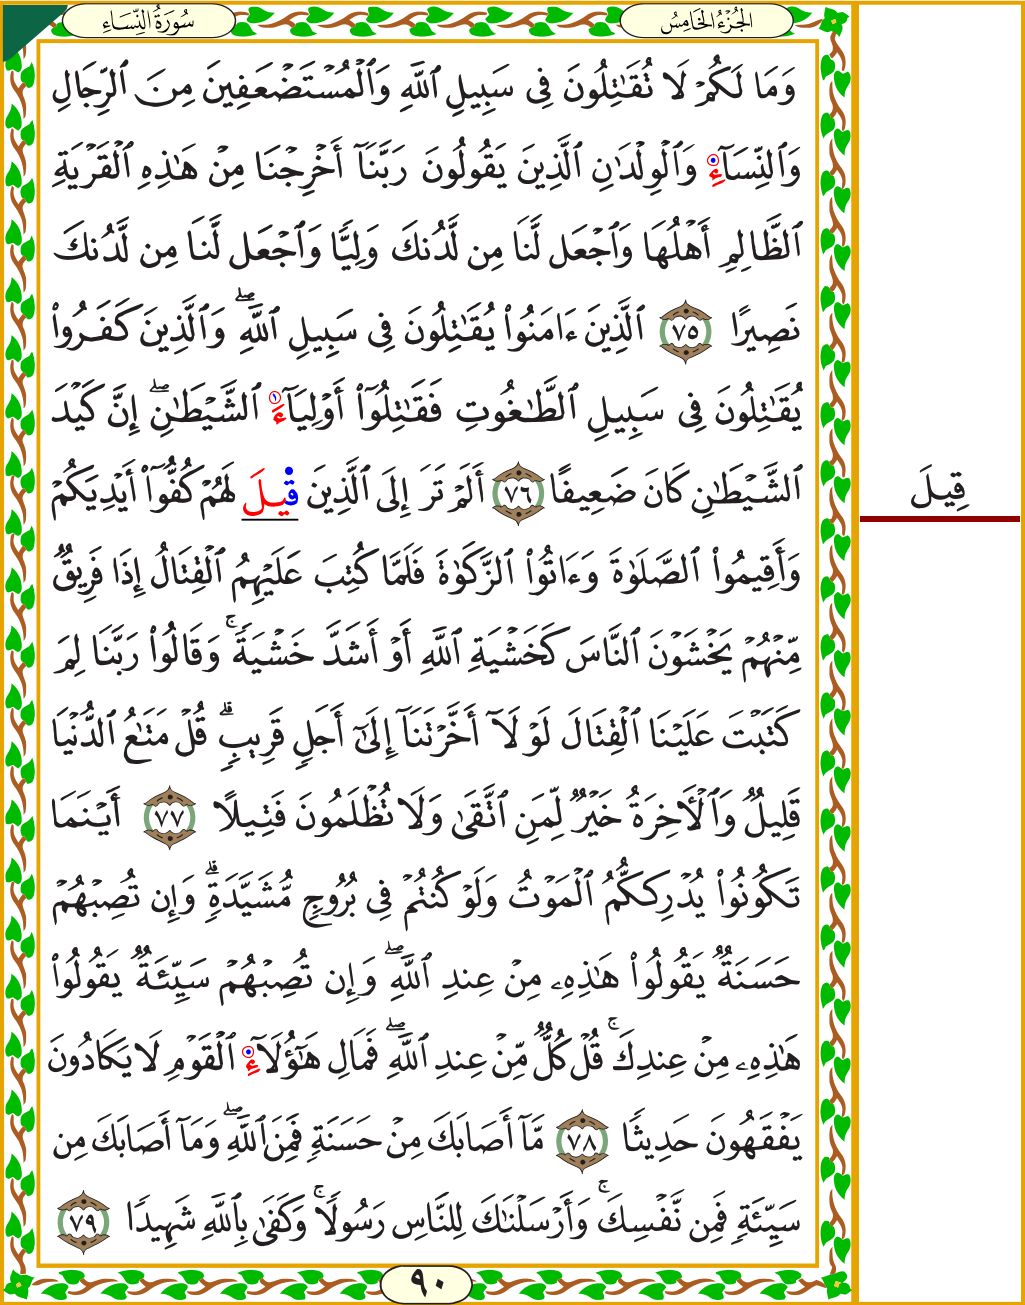 سُورَةُ النِّسَاءِ
الجُزْءُ الخَامِسُ
وَمَا لَكُمۡ لَا تُقَٰتِلُونَ فِي سَبِيلِ ٱللَّهِ وَٱلۡمُسۡتَضۡعَفِينَ مِنَ ٱلرِّجَالِ
وَٱلنِّسَآءِ وَٱلۡوِلۡدَٰنِ ٱلَّذِينَ يَقُولُونَ رَبَّنَآ أَخۡرِجۡنَا مِنۡ هَٰذِهِ ٱلۡقَرۡيَةِ
ٱلظَّالِمِ أَهۡلُهَا وَٱجۡعَل لَّنَا مِن لَّدُنكَ وَلِيّٗا وَٱجۡعَل لَّنَا مِن لَّدُنكَ
نَصِيرًا ٧٥ ٱلَّذِينَ ءَامَنُواْ يُقَٰتِلُونَ فِي سَبِيلِ ٱللَّهِۖ وَٱلَّذِينَ كَفَرُواْ
يُقَٰتِلُونَ فِي سَبِيلِ ٱلطَّٰغُوتِ فَقَٰتِلُوٓاْ أَوۡلِيَآءَ ٱلشَّيۡطَٰنِۖ إِنَّ كَيۡدَ
ٱلشَّيۡطَٰنِ كَانَ ضَعِيفًا ٧٦ أَلَمۡ تَرَ إِلَى ٱلَّذِينَ قِيلَ لَهُمۡ كُفُّوٓاْ أَيۡدِيَكُمۡ
قِيلَ
وَأَقِيمُواْ ٱلصَّلَوٰةَ وَءَاتُواْ ٱلزَّكَوٰةَ فَلَمَّا كُتِبَ عَلَيۡهِمُ ٱلۡقِتَالُ إِذَا فَرِيقٞ
مِّنۡهُمۡ يَخۡشَوۡنَ ٱلنَّاسَ كَخَشۡيَةِ ٱللَّهِ أَوۡ أَشَدَّ خَشۡيَةٗۚ وَقَالُواْ رَبَّنَا لِمَ
كَتَبۡتَ عَلَيۡنَا ٱلۡقِتَالَ لَوۡلَآ أَخَّرۡتَنَآ إِلَىٰٓ أَجَلٖ قَرِيبٖۗ قُلۡ مَتَٰعُ ٱلدُّنۡيَا
قَلِيلٞ وَٱلۡأٓخِرَةُ خَيۡرٞ لِّمَنِ ٱتَّقَىٰ وَلَا تُظۡلَمُونَ فَتِيلًا ٧٧ أَيۡنَمَا
تَكُونُواْ يُدۡرِككُّمُ ٱلۡمَوۡتُ وَلَوۡ كُنتُمۡ فِي بُرُوجٖ مُّشَيَّدَةٖۗ وَإِن تُصِبۡهُمۡ
حَسَنَةٞ يَقُولُواْ هَٰذِهِۦ مِنۡ عِندِ ٱللَّهِۖ وَإِن تُصِبۡهُمۡ سَيِّئَةٞ يَقُولُواْ
هَٰذِهِۦ مِنۡ عِندِكَۚ قُلۡ كُلّٞ مِّنۡ عِندِ ٱللَّهِۖ فَمَالِ هَٰٓؤُلَآءِ ٱلۡقَوۡمِ لَا يَكَادُونَ
يَفۡقَهُونَ حَدِيثٗا ٧٨ مَّآ أَصَابَكَ مِنۡ حَسَنَةٖ فَمِنَ ٱللَّهِۖ وَمَآ أَصَابَكَ مِن
سَيِّئَةٖ فَمِن نَّفۡسِكَۚ وَأَرۡسَلۡنَٰكَ لِلنَّاسِ رَسُولٗاۚ وَكَفَىٰ بِٱللَّهِ شَهِيدٗا ٧٩
٩٠